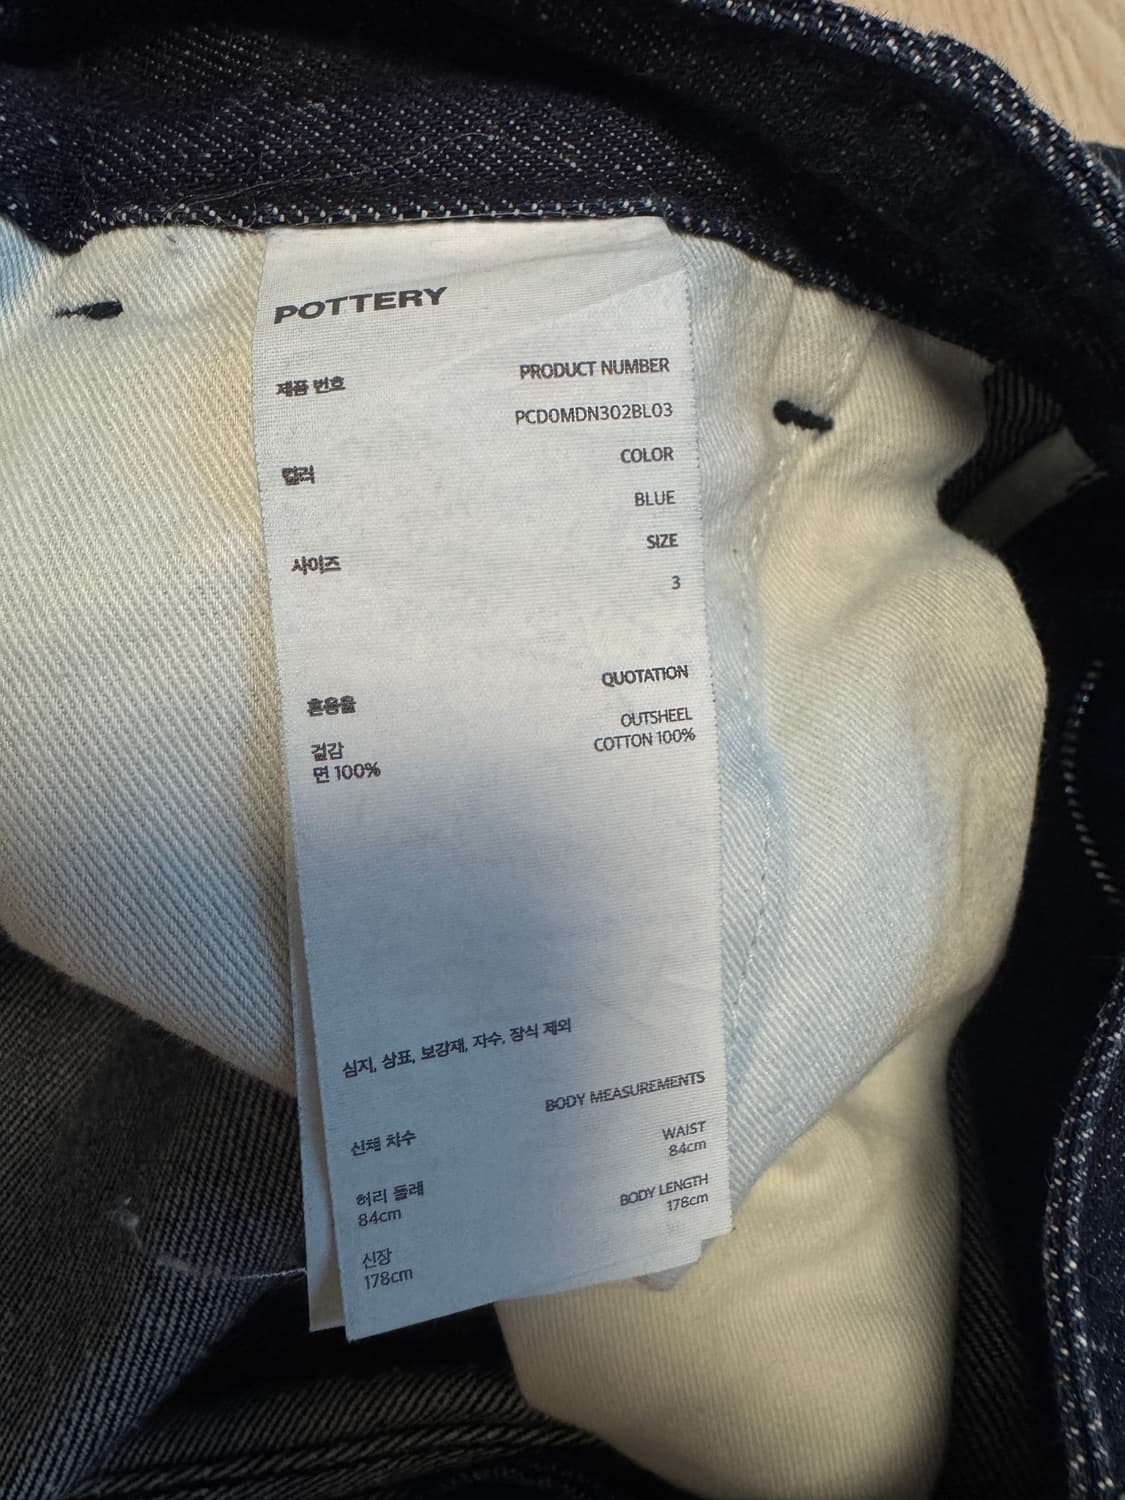 POTTERY
제품 번호
PRODUCT NUMBER
PCD0MDN302BL03
컬러
COLOR
BLUE
사이즈
SIZE
3
혼용율
QUOTATION
겉감
면 100%
OUTSHEEL
COTTON 100%
심지, 상표, 보강재, 자수, 장식 제외
BODY MEASUREMENTS
신체 치수
WAIST
84cm
허리 둘레
84cm
BODY LENGTH
178cm
신장
178cm